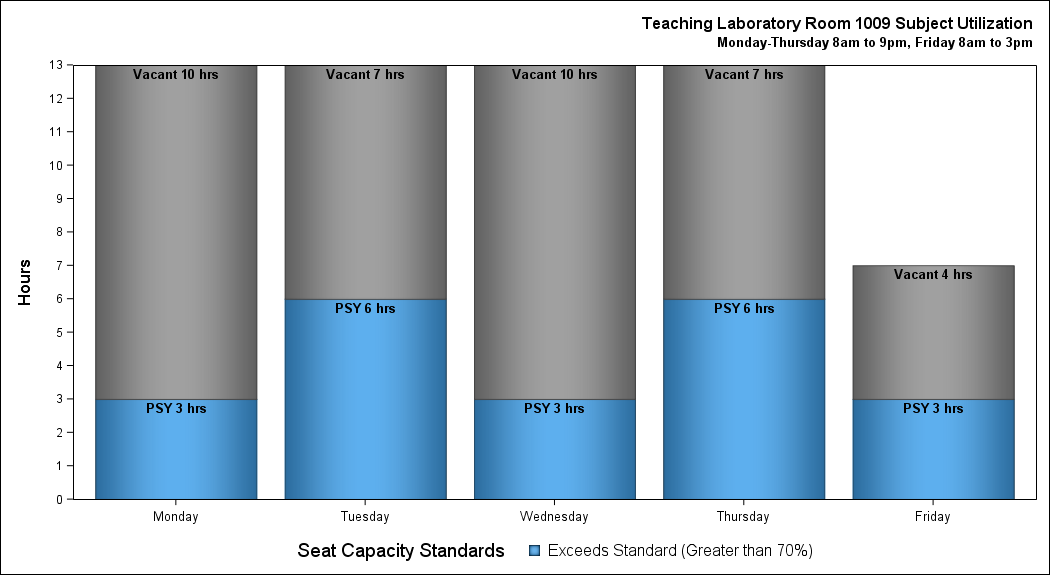 Teaching Laboratory Room 1009 Subject Utilization
Monday-Thursday 8am to 9pm, Friday 8am to 3pm
Hours
13
12
11
10
9
8
7
6
5
4
3
2
1
0
Vacant 10 hrs
PSY 3 hrs
Vacant 7 hrs
PSY 6 hrs
Vacant 10 hrs
PSY 3 hrs
Vacant 7 hrs
PSY 6 hrs
Vacant 4 hrs
PSY 3 hrs
Monday
Tuesday
Wednesday
Thursday
Friday
Seat Capacity Standards
Exceeds Standard (Greater than 70%)